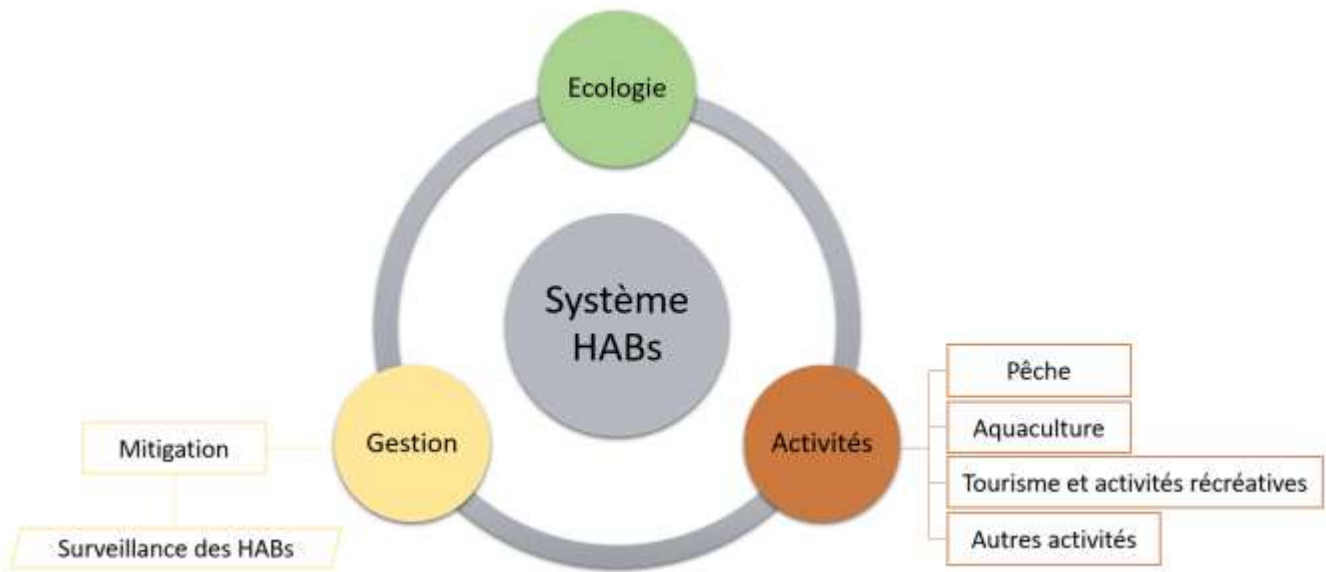 Ecologie
Système
HABs
Gestion
Mitigation
Surveillance des HABs
Activités
Pêche
Aquaculture
Tourisme et activités récréatives
Autres activités